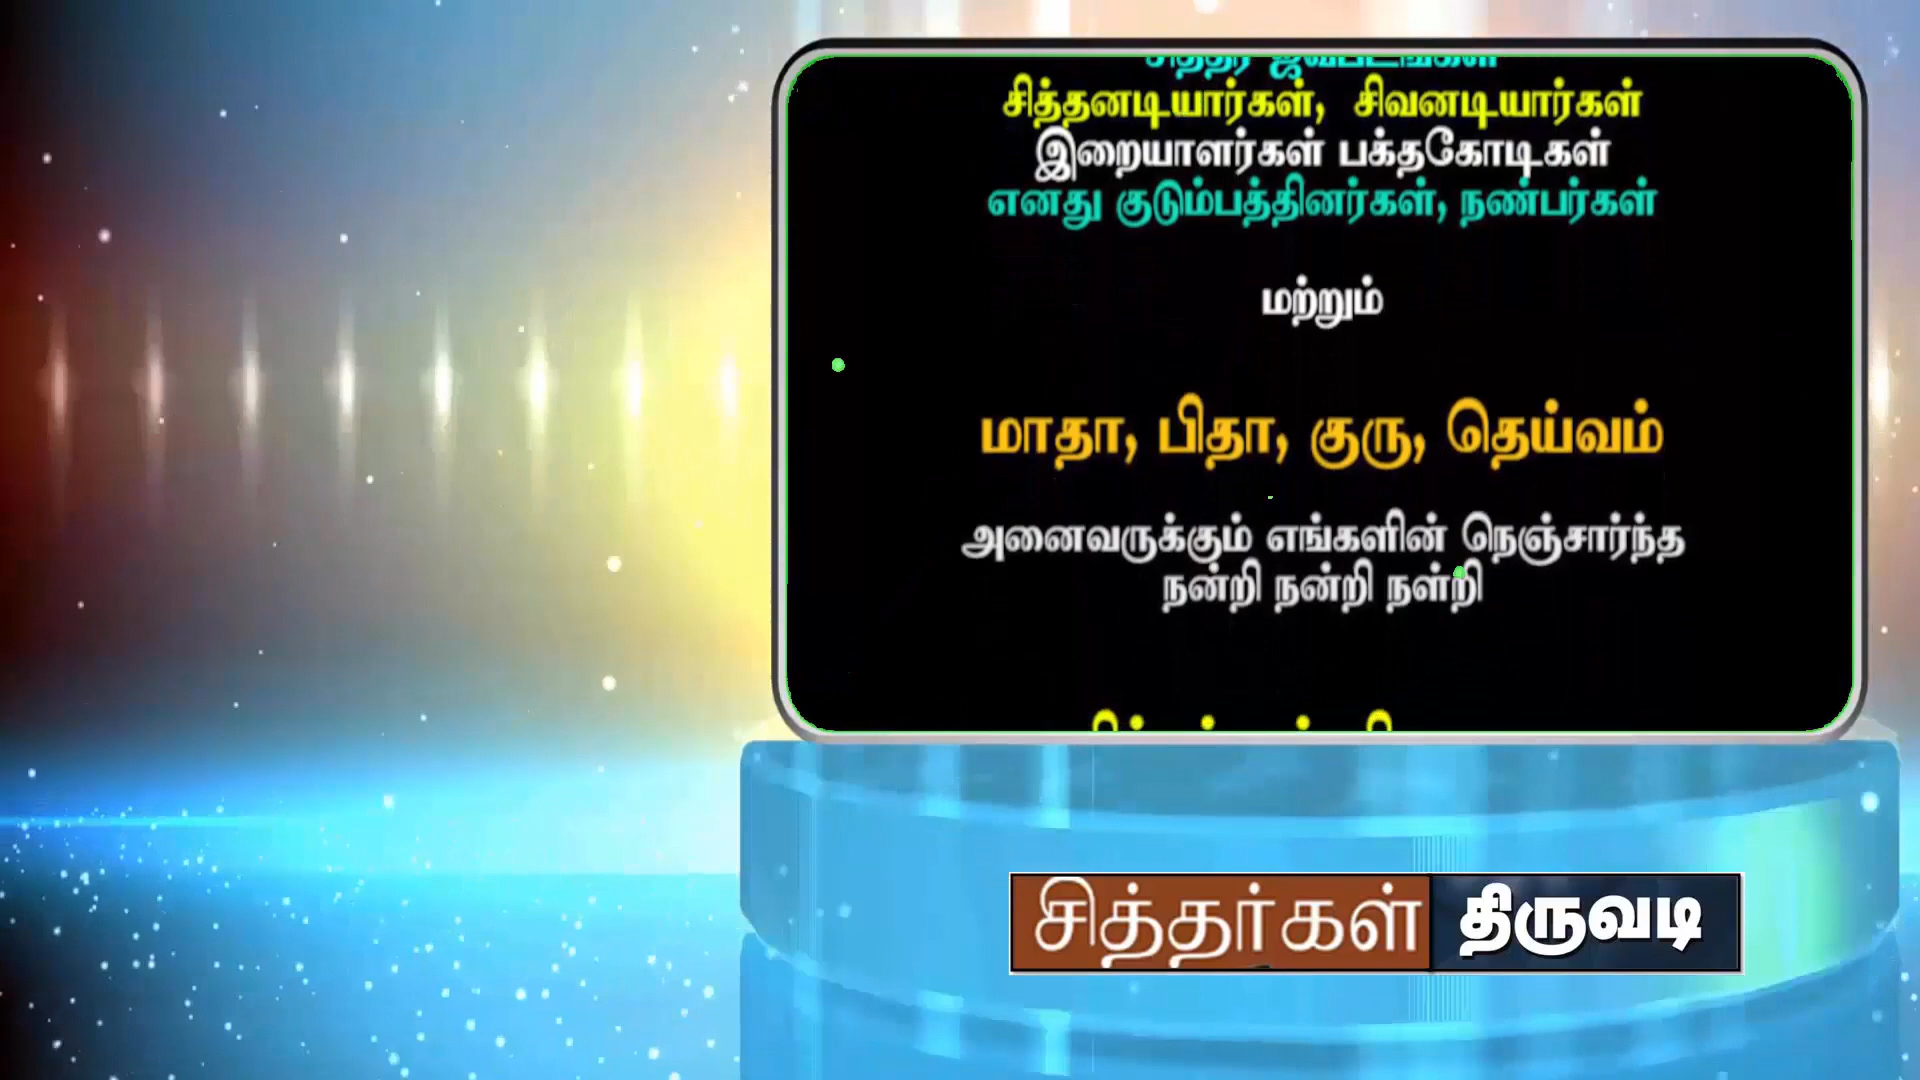 சித்தனடியார்கள், சிவனடியார்கள்
இறையாளர்கள் பக்தகோடிகள்
எனது குடும்பத்தினர்கள், நண்பர்கள்
மற்றும்
மாதா, பிதா, குரு, தெய்வம்
அனைவருக்கும் எங்களின் நெஞ்சார்ந்த
நன்றி நன்றி நள்றி
சித்தர்கள் திருவடி